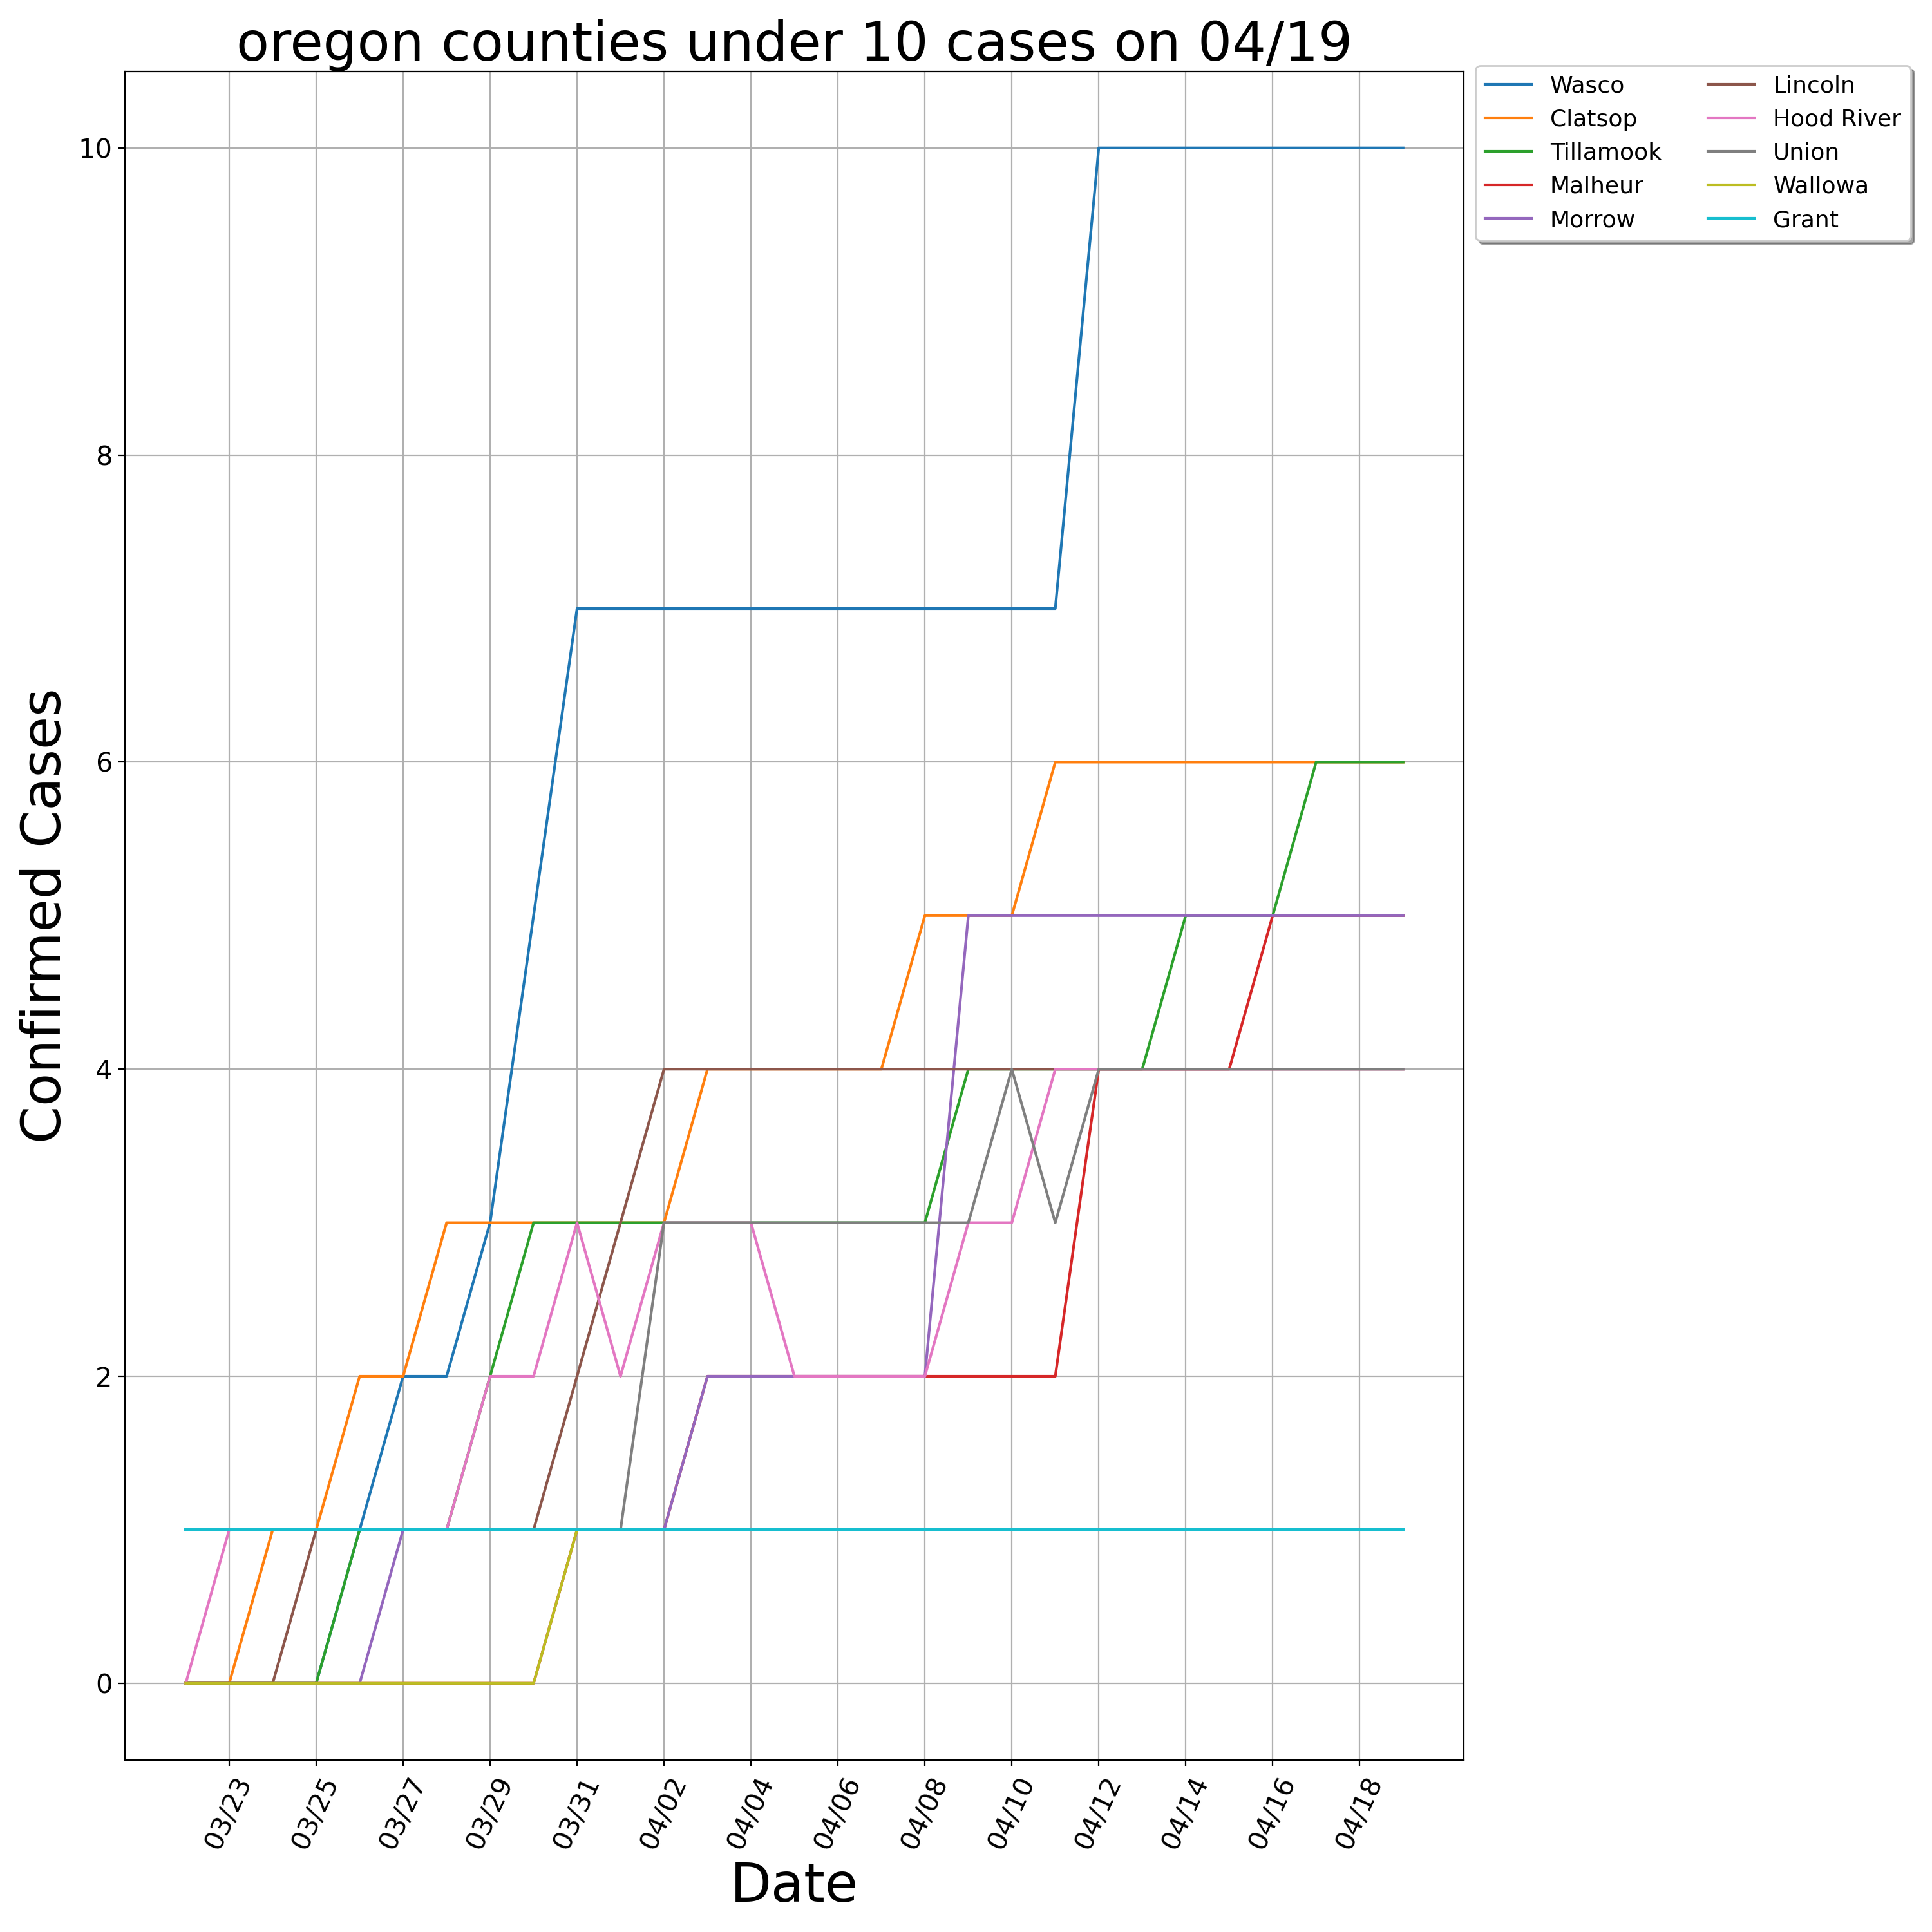 oregon counties under 10 cases on 04/19
Wasco
Clatsop
Tillamook
Malheur
Morrow
Lincoln
Hood River
Union
Wallowa
Grant
Confirmed Cases
10
8
6
4
2
0
03/23
03/25
03/27
03/29
03/31
04/02
04/04
04/06
04/08
04/10
04/12
04/14
04/16
04/18
Date